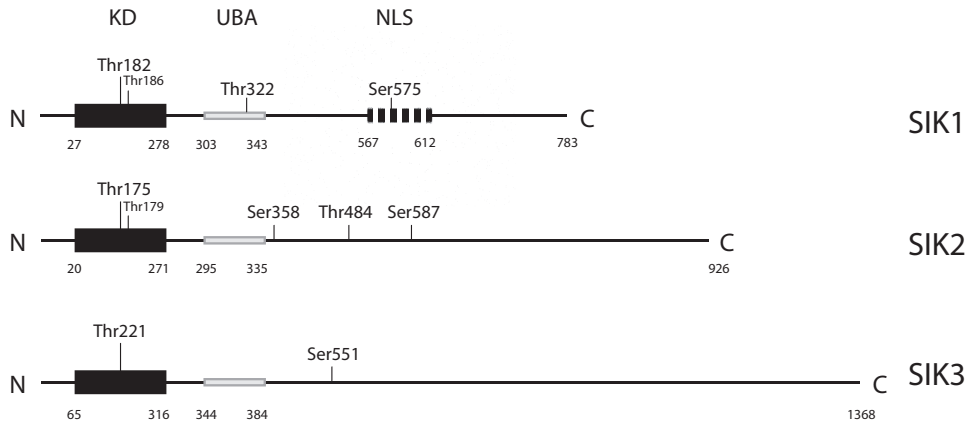 KD UBA NLS
Thr182
Thr186
Thr322
Ser575
N C SIK1
27 278 303 343 567 612 783
Thr175
Thr179
Ser358 Thr484 Ser587
N C SIK2
20 271 295 335 926
Thr221
Ser551
N C SIK3
65 316 344 384 1368